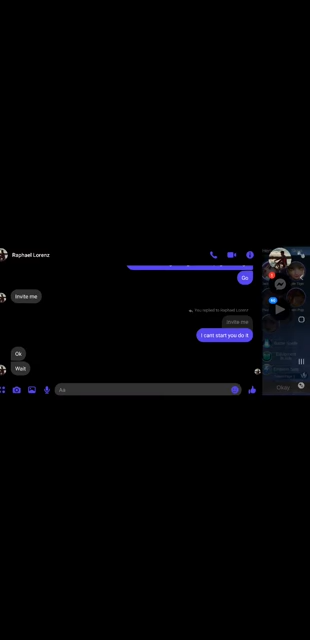 Raphael Lorenz
Go
Invite me
You replied to Raphael Lorenz
Invite me
I cant start you do it
Ok
Wait
Aa
Okay